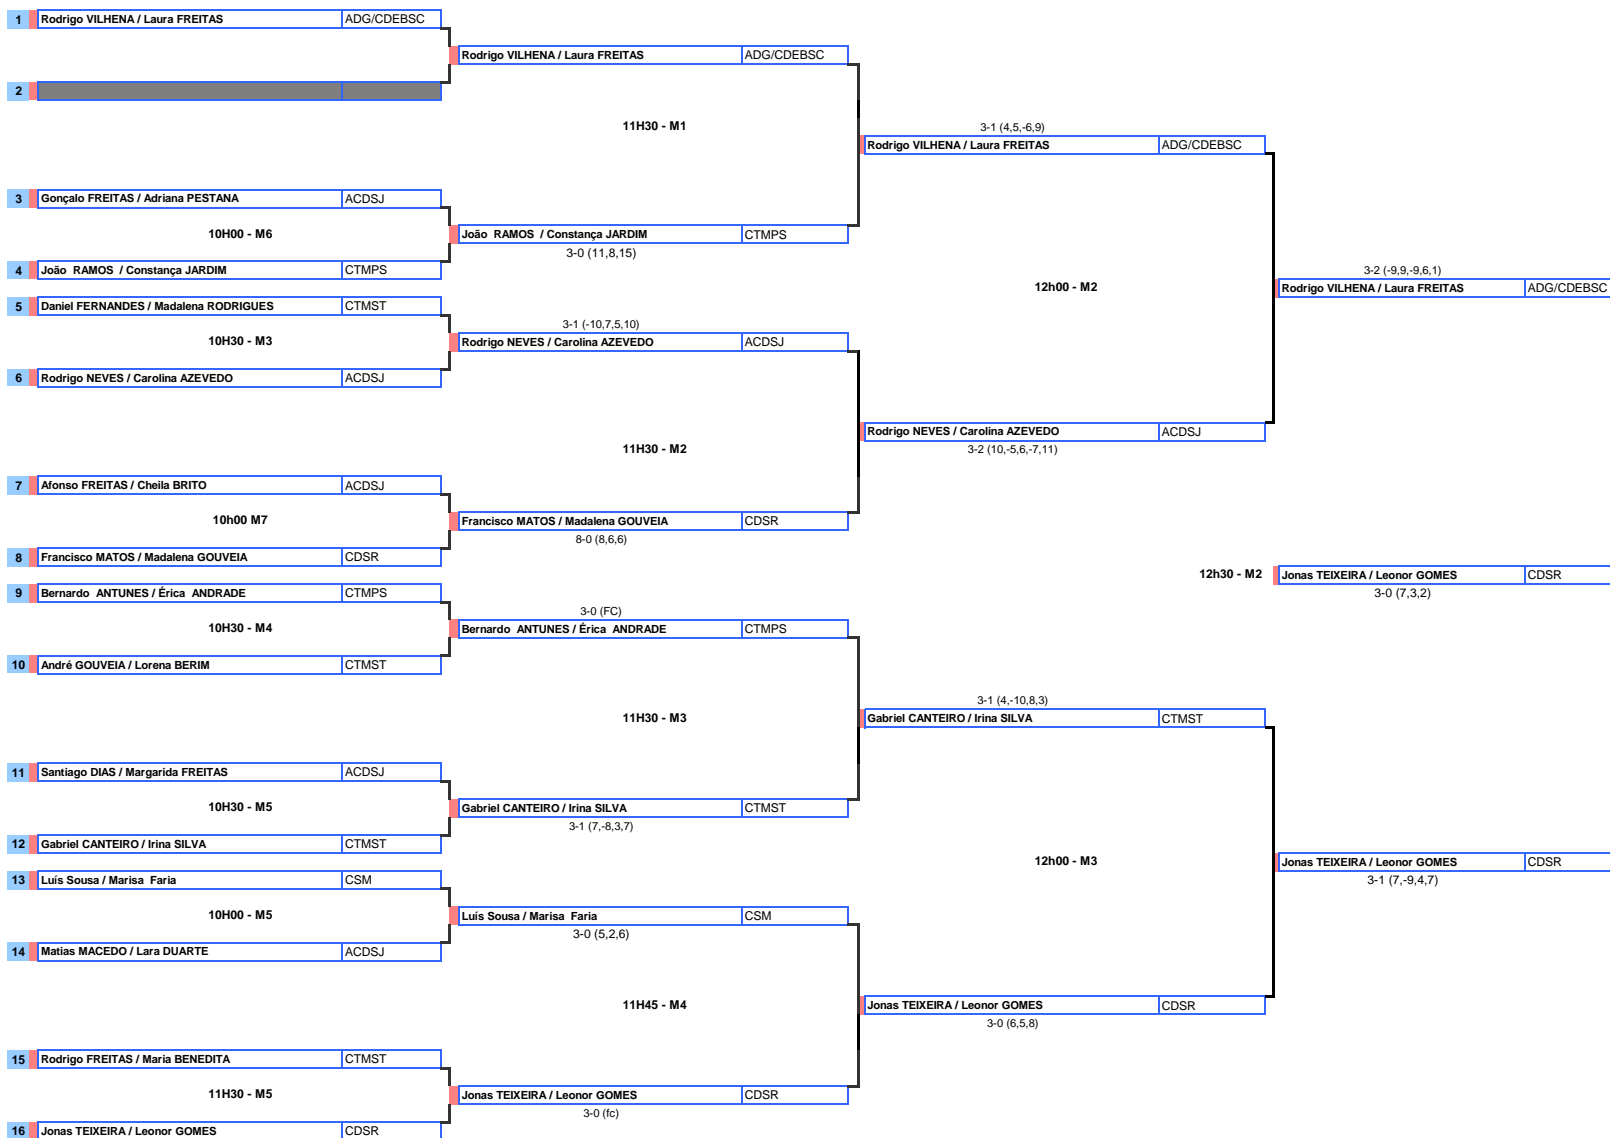 1 Rodrigo VILHENA / Laura FREITAS ADG/CDEBSC
Rodrigo VILHENA / Laura FREITAS ADG/CDEBSC
2
11H30 - M1
3-1 (4,5,-6,9)
Rodrigo VILHENA / Laura FREITAS ADG/CDEBSC
3 Gonçalo FREITAS / Adriana PESTANA ACDSJ
10H00 - M6
João RAMOS / Constança JARDIM CTMPS
3-0 (11,8,15)
4 João RAMOS / Constança JARDIM CTMPS
12h00 - M2
3-2 (-9,9,-9,6,1)
Rodrigo VILHENA / Laura FREITAS ADG/CDEBSC
5 Daniel FERNANDES / Madalena RODRIGUES CTMST
10H30 - M3
3-1 (-10,7,5,10)
Rodrigo NEVES / Carolina AZEVEDO ACDSJ
6 Rodrigo NEVES / Carolina AZEVEDO ACDSJ
11H30 - M2
Rodrigo NEVES / Carolina AZEVEDO ACDSJ
3-2 (10,-5,6,-7,11)
7 Afonso FREITAS / Cheila BRITO ACDSJ
10h00 M7
Francisco MATOS / Madalena GOUVEIA CDSR
8-0 (8,6,6)
8 Francisco MATOS / Madalena GOUVEIA CDSR
12h30 - M2 Jonas TEIXEIRA / Leonor GOMES CDSR
3-0 (7,3,2)
9 Bernardo ANTUNES / Érica ANDRADE CTMPS
10H30 - M4
3-0 (FC)
Bernardo ANTUNES / Érica ANDRADE CTMPS
10 André GOUVEIA / Lorena BERIM CTMST
11H30 - M3
3-1 (4,-10,8,3)
Gabriel CANTEIRO / Irina SILVA CTMST
11 Santiago DIAS / Margarida FREITAS ACDSJ
10H30 - M5
Gabriel CANTEIRO / Irina SILVA CTMST
3-1 (7,-8,3,7)
12 Gabriel CANTEIRO / Irina SILVA CTMST
12h00 - M3
Jonas TEIXEIRA / Leonor GOMES CDSR
3-1 (7,-9,4,7)
13 Luís Sousa / Marisa Faria CSM
10H00 - M5
Luís Sousa / Marisa Faria CSM
3-0 (5,2,6)
14 Matias MACEDO / Lara DUARTE ACDSJ
11H45 - M4
Jonas TEIXEIRA / Leonor GOMES CDSR
3-0 (6,5,8)
15 Rodrigo FREITAS / Maria BENEDITA CTMST
11H30 - M5
Jonas TEIXEIRA / Leonor GOMES CDSR
3-0 (fc)
16 Jonas TEIXEIRA / Leonor GOMES CDSR